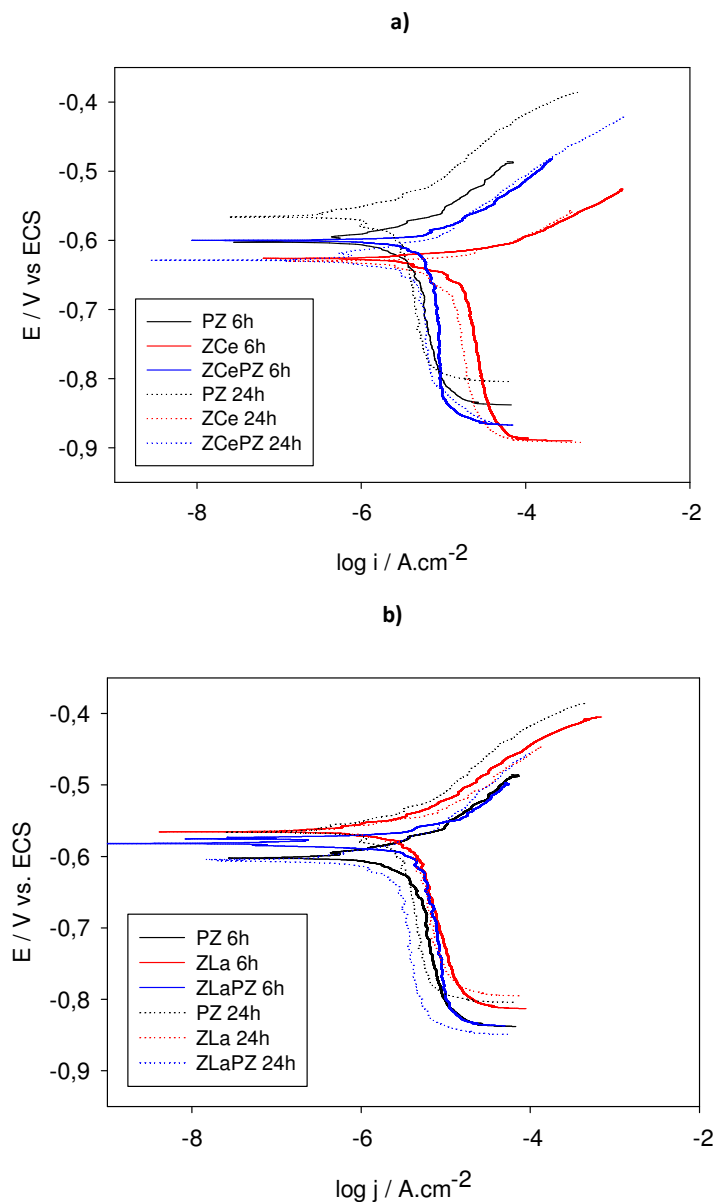 a)
-0,4
-0,5
-0,6
-0,7
-0,8
-0,9
E / V vs ECS
PZ 6h
ZCe 6h
ZCePZ 6h
PZ 24h
ZCe 24h
ZCePZ 24h
-8 -6 -4 -2
log i / A.cm-2
b)
-0,4
-0,5
-0,6
-0,7
-0,8
-0,9
E / V vs. ECS
PZ 6h
ZLa 6h
ZLaPZ 6h
PZ 24h
ZLa 24h
ZLaPZ 24h
-8 -6 -4 -2
log j / A.cm-2